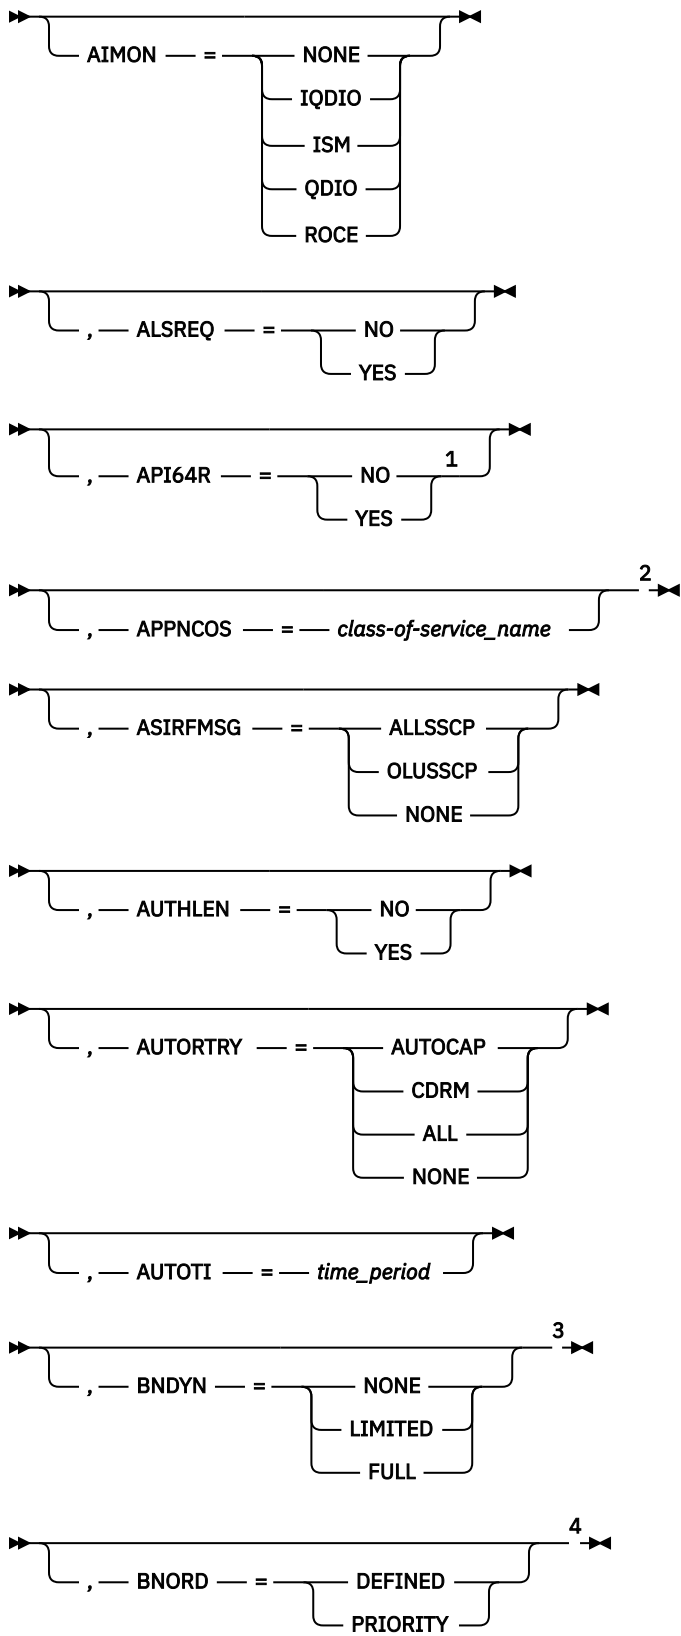 AIMON = NONE
IQDIO
ISM
QDIO
ROCE
, ALSREQ = NO
YES
1
, API64R = NO
YES
2
, APPNCOS = class-of-service_name
, ASIRFMSG = ALLSSCP
OLUSSCP
NONE
, AUTHLEN = NO
YES
, AUTORTRY = AUTOCAP
CDRM
ALL
NONE
, AUTOTI = time_period
3
, BNDYN = NONE
LIMITED
FULL
4
, BNORD = DEFINED
PRIORITY